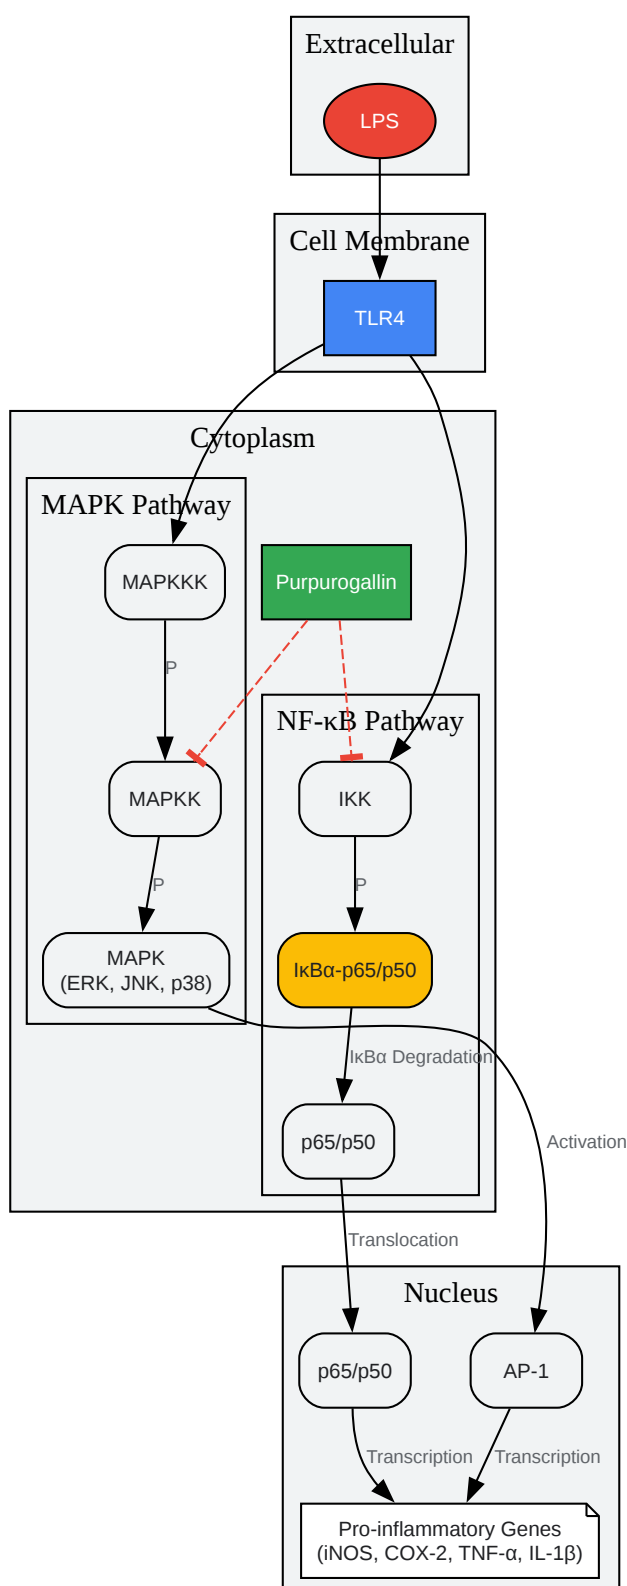 Extracellular
LPS
Cell Membrane
TLR4
Cytoplasm
MAPK Pathway
MAPKKK
Purpurogallin
P
NF-κB Pathway
MAPKK
IKK
P
P
MAPK
(ERK, JNK, p38)
IκBα-p65/p50
IκBα Degradation
p65/p50
Activation
Translocation
Nucleus
p65/p50
AP-1
Transcription
Transcription
Pro-inflammatory Genes
(iNOS, COX-2, TNF-α, IL-1β)